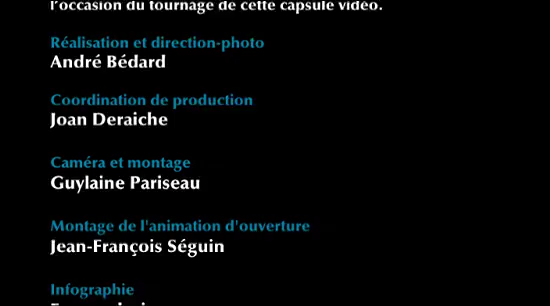 l'occasion du tournage de cette capsule vidéo.
Réalisation et direction-photo
André Bédard
Coordination de production
Joan Deraiche
Caméra et montage
Guylaine Pariseau
Montage de l'animation d'ouverture
Jean-François Séguin
Infographie